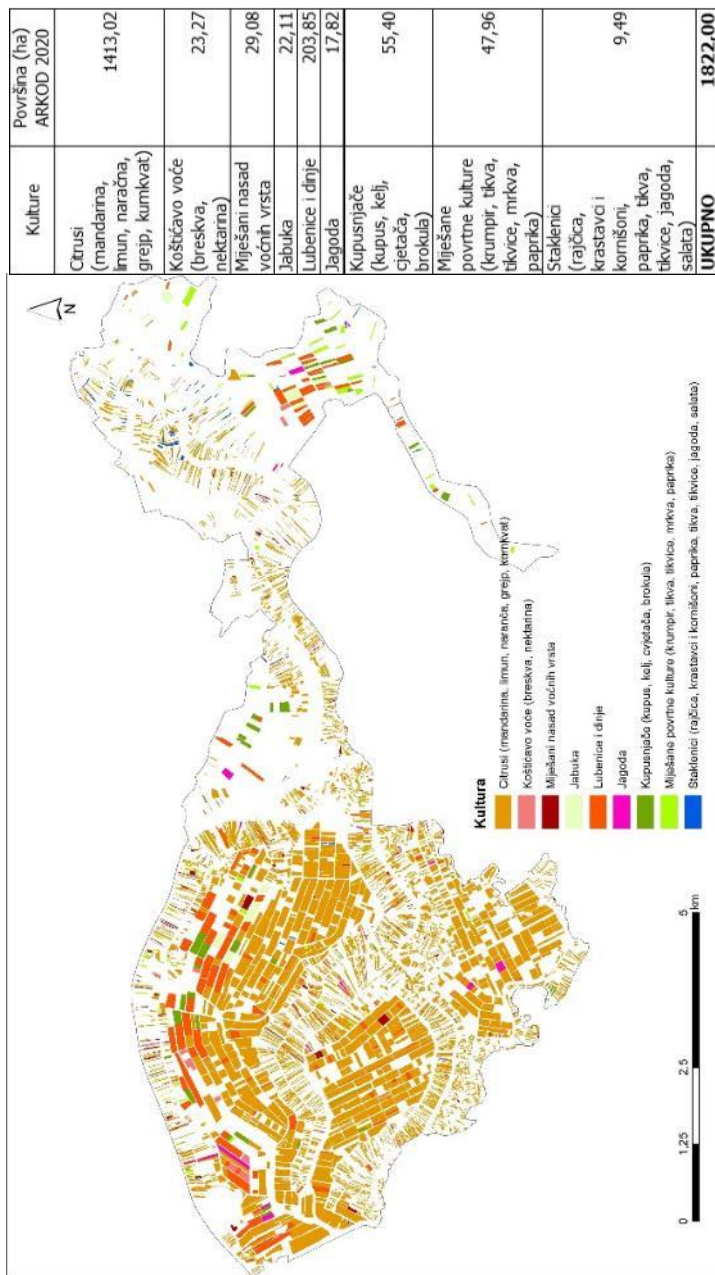 Kulture
Površina (ha)
ARKOD 2020
Citrusi
(mandarina,
limun, naračna,
grejp, kumkvat)
1413,02
Koštičavo voće
(breskva,
nektarina)
23,27
Miješani nasad
voćnih vrsta
29,08
Jabuka
22,11
Lubenice i dinje
203,85
Jagoda
17,82
Kupusnjače
(kupus, kelj,
cjetača,
brokula)
55,40
Miješane
povrtne kulture
(krumpir, tikva,
tikvice, mrkva,
paprika)
47,96
Staklenici
(rajčica,
krastavci i
kornišoni,
paprika, tikva,
tikvice, jagoda,
salata)
9,49
UKUPNO
1822,00
N
Kultura
Citrusi (mandarina, limun, naranča, grejp, kumkvat)
Koštičavo voće (breskva, nektarina)
Miješani nasad voćnih vrsta
Jabuka
Lubenice i dinje
Jagoda
Kupusnjače (kupus, kelj, cvjetača, brokula)
Miješane povrtne kulture (krumpir, tikva, tikvice, mrkva, paprika)
Staklenici (rajčica, krastavci i kornišoni, paprika, tikva, tikvice, jagoda, salata)
0 1,25 2,5 5
km